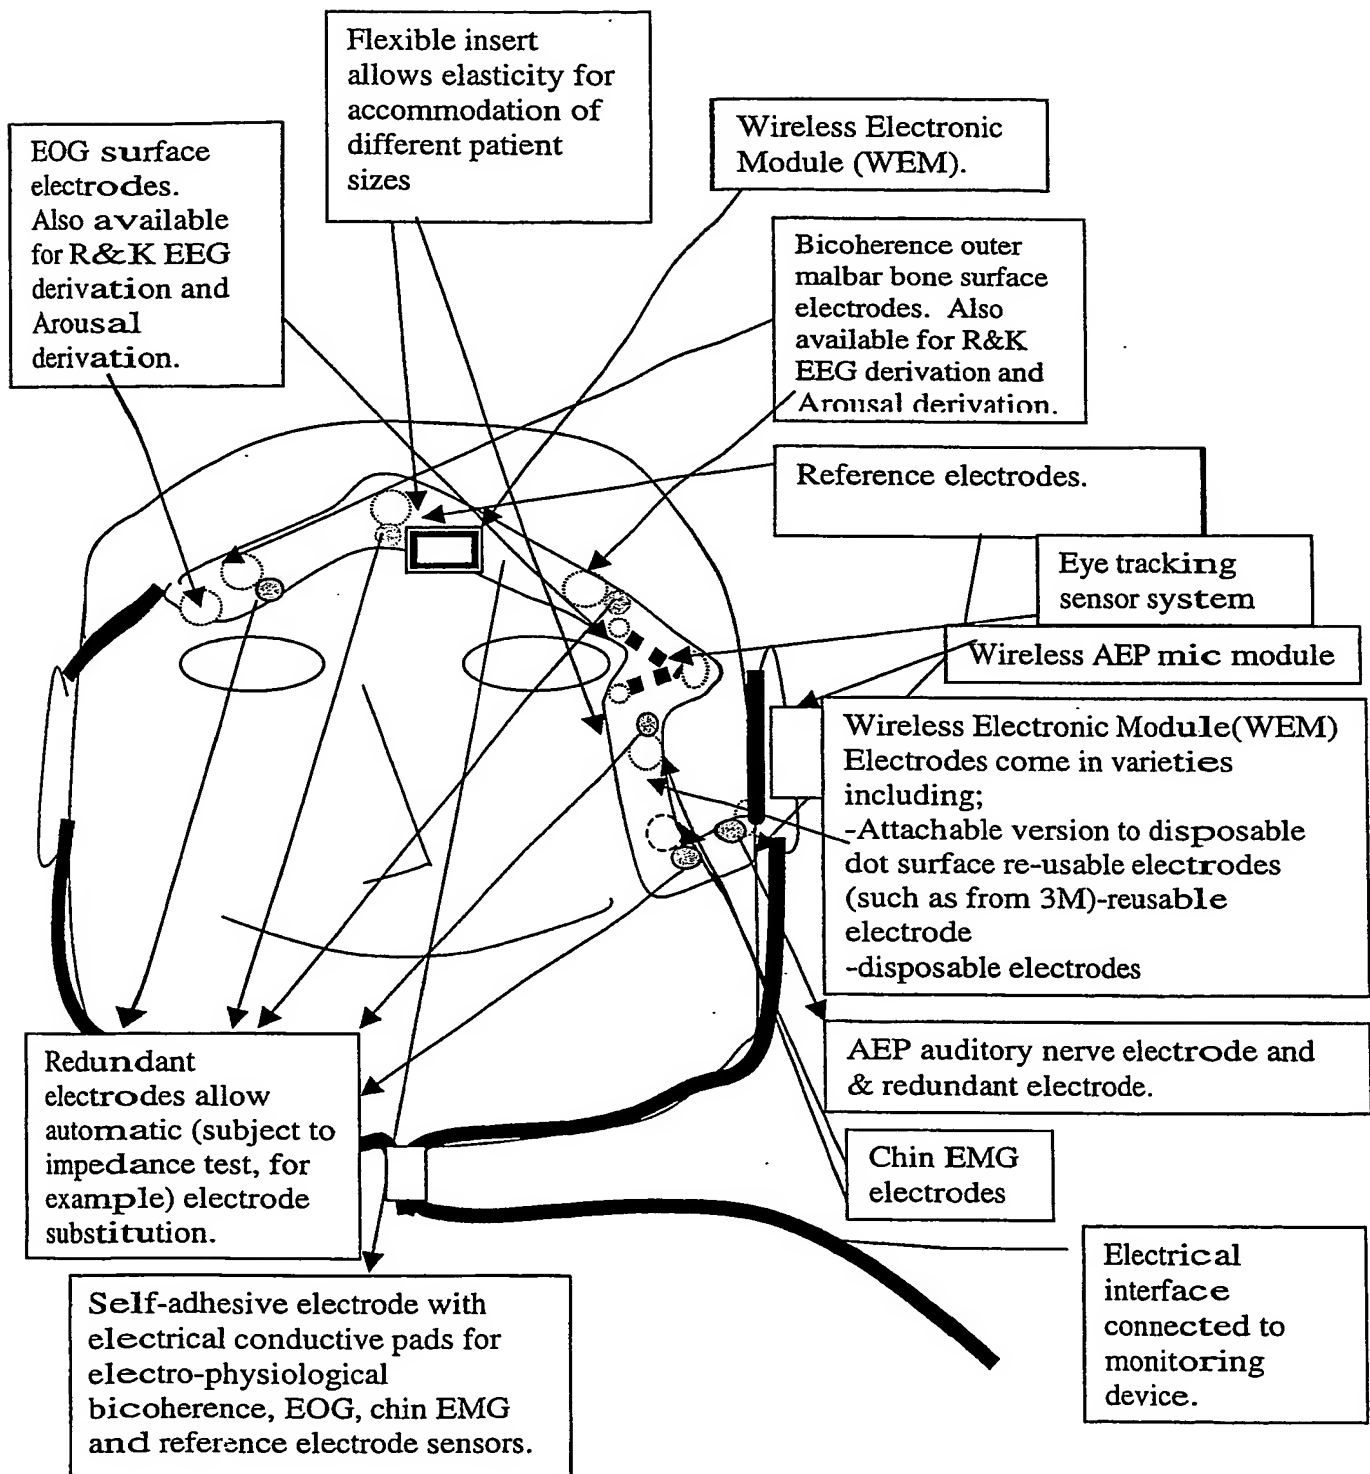 Flexible insert
allows elasticity for
accommodation of
different patient
sizes
EOG surface
electrodes.
Also available
for R&K EEG
derivation and
Arousal
derivation.
Wireless Electronic
Module (WEM).
Bicoherence outer
malbar bone surface
electrodes. Also
available for R&K
EEG derivation and
Arousal derivation.
Reference electrodes.
Eye tracking
sensor system
Wireless AEP mic module
Wireless Electronic Module(WEM)
Electrodes come in varieties
including;
-Attachable version to disposable
dot surface re-usable electrodes
(such as from 3M)-reusable
electrode
-disposable electrodes
AEP auditory nerve electrode and
& redundant electrode.
Chin EMG
electrodes
Redundant
electrodes allow
automatic (subject to
impedance test, for
example) electrode
substitution.
Electrical
interface
connected to
monitoring
device.
Self-adhesive electrode with
electrical conductive pads for
electro-physiological
bicoherence, EOG, chin EMG
and reference electrode sensors.